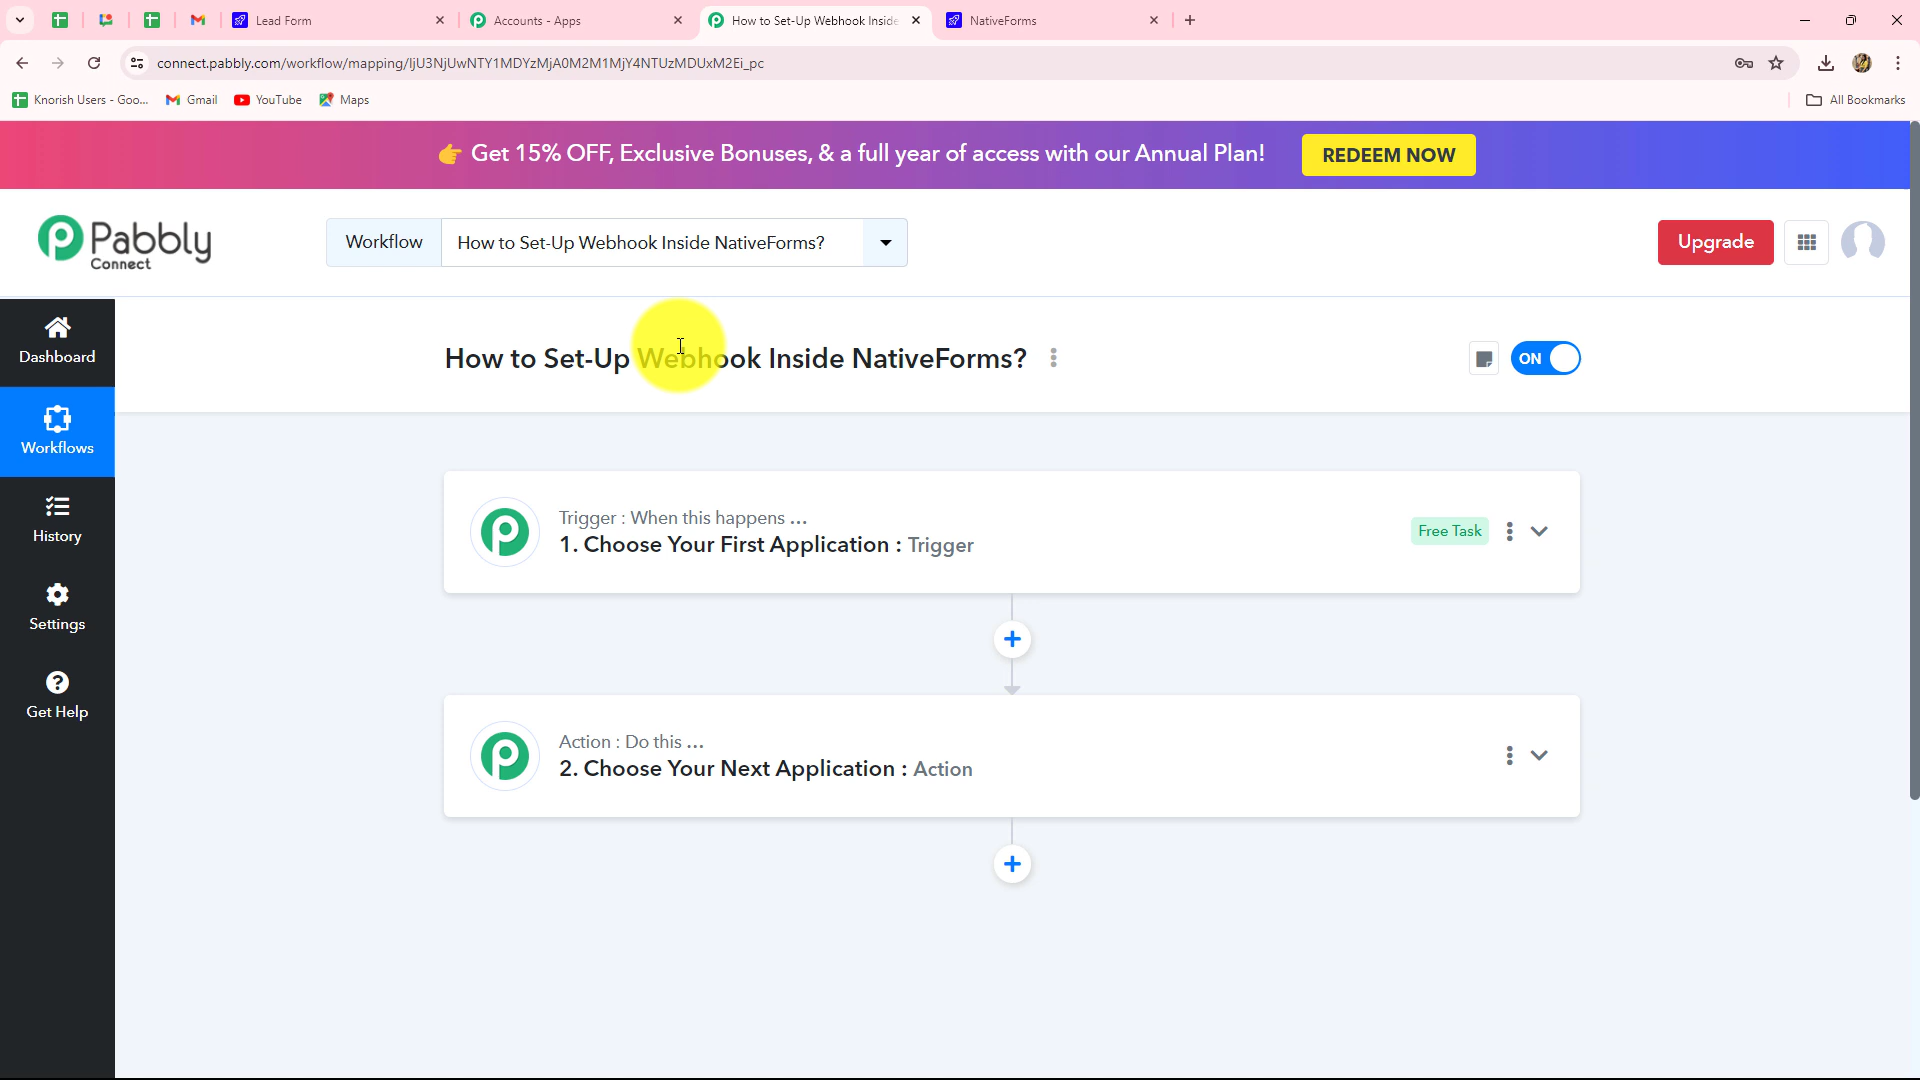 Lead Form
Accounts - Apps
How to Set-Up Webhook Inside
NativeForms
connect.pabbly.com/workflow/mapping/IjU3NjUwNTY1MDYzMjA0M2M1MjY4NTUzMDUxM2Ei_pc
Knorish Users - Goo...
Gmail
YouTube
Maps
All Bookmarks
👉 Get 15% OFF, Exclusive Bonuses, & a full year of access with our Annual Plan!
REDEEM NOW
Pabbly
Connect
Workflow
How to Set-Up Webhook Inside NativeForms?
Upgrade
Dashboard
Workflows
History
Settings
Get Help
How to Set-Up Webhook Inside NativeForms?
ON
Trigger : When this happens ...
1. Choose Your First Application : Trigger
Free Task
Action : Do this ...
2. Choose Your Next Application : Action